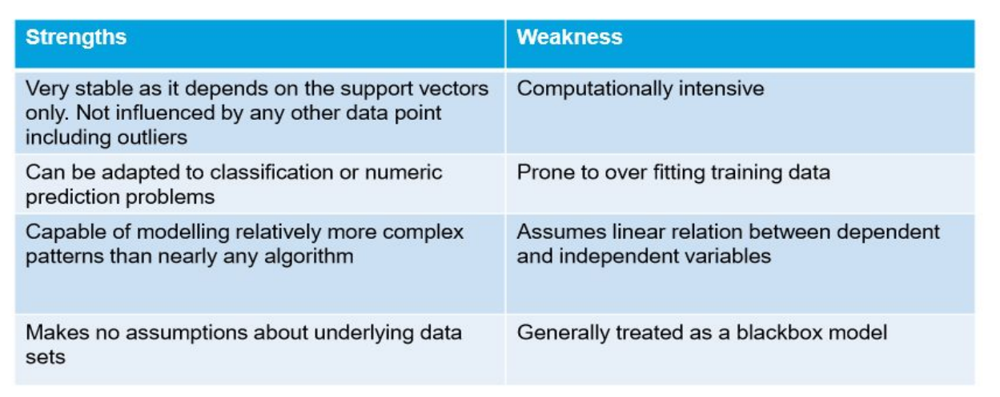 Strengths
Weakness
Very stable as it depends on the support vectors
only. Not influenced by any other data point
including outliers
Computationally intensive
Can be adapted to classification or numeric
prediction problems
Prone to over fitting training data
Capable of modelling relatively more complex
patterns than nearly any algorithm
Assumes linear relation between dependent
and independent variables
Makes no assumptions about underlying data
sets
Generally treated as a blackbox model